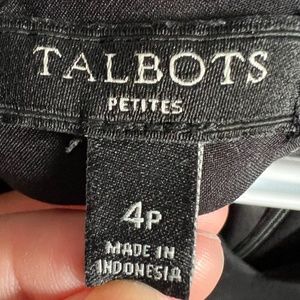 TALBOTS
PETITES
4P
MADE IN
INDONESIA